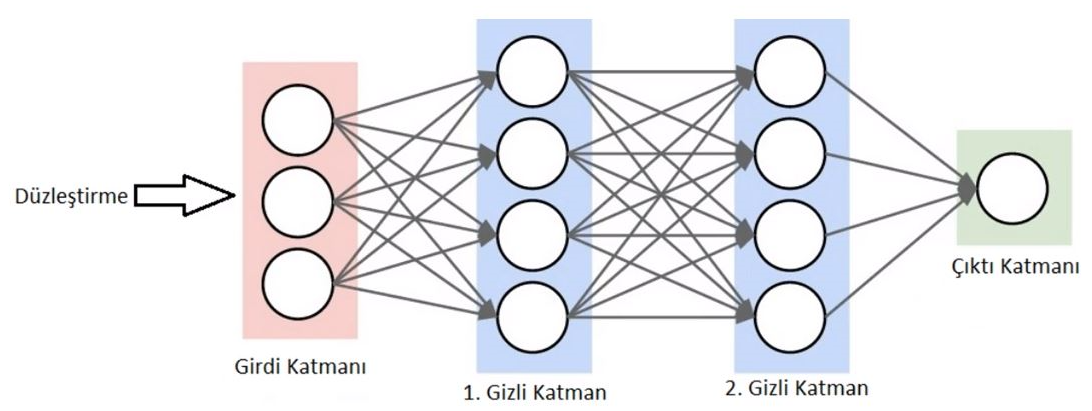 Düzleştirme
Girdi Katmanı
1. Gizli Katman
2. Gizli Katman
Çıktı Katmanı